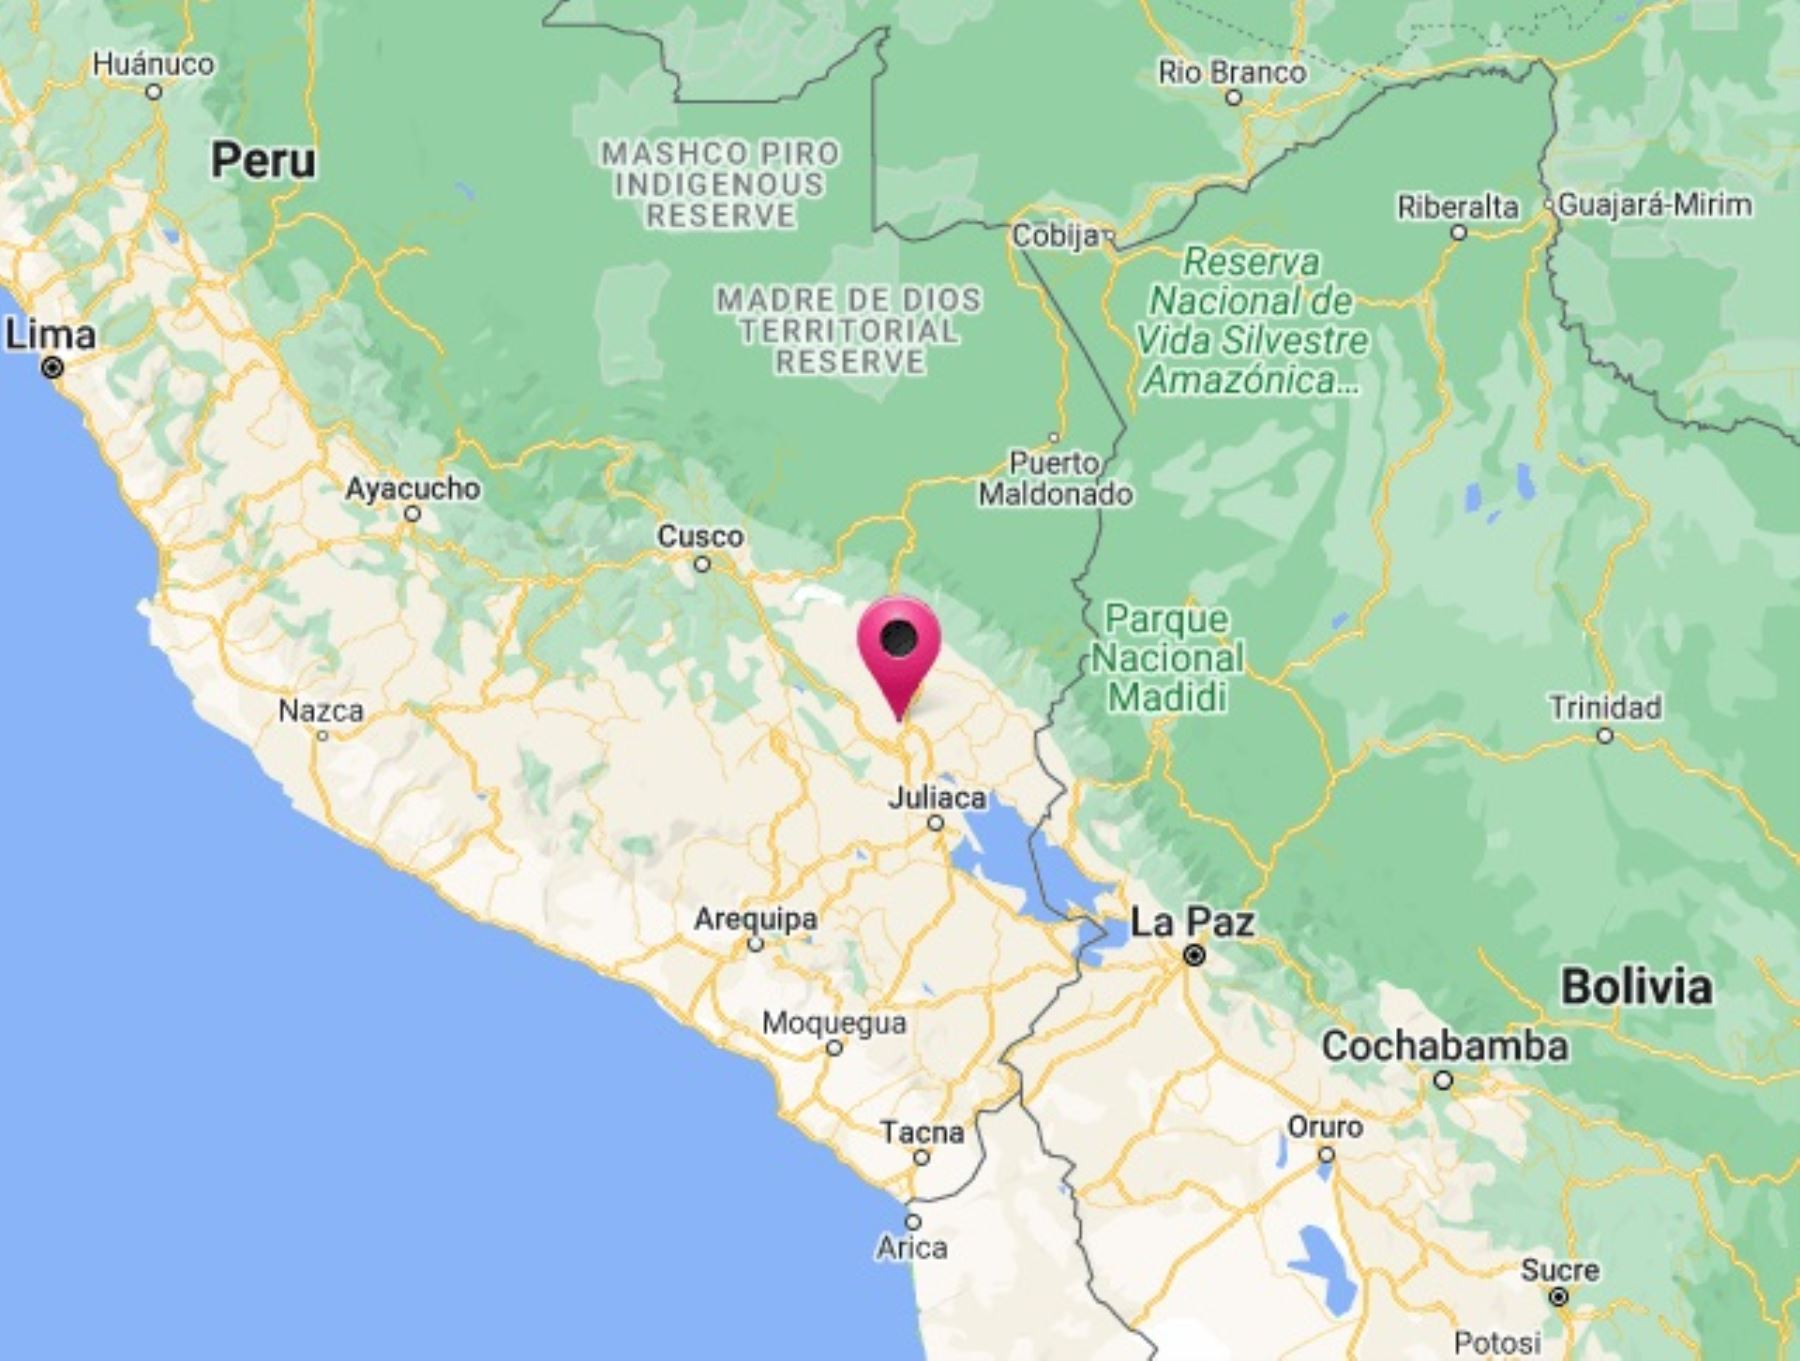 Huánuco
Rio Branco
Peru
MASHCO PIRO
INDIGENOUS
RESERVE
Riberalta
Guajará-Mirim
Cobija
Reserva
Nacional de
Vida Silvestre
Amazónica...
MADRE DE DIOS
TERRITORIAL
RESERVE
Lima
Puerto
Maldonado
Ayacucho
Cusco
Parque
Nacional
Madidi
Nazca
Trinidad
Juliaca
Arequipa
La Paz
Bolivia
Moquegua
Cochabamba
Tacna
Oruro
Arica
Sucre
Potosi